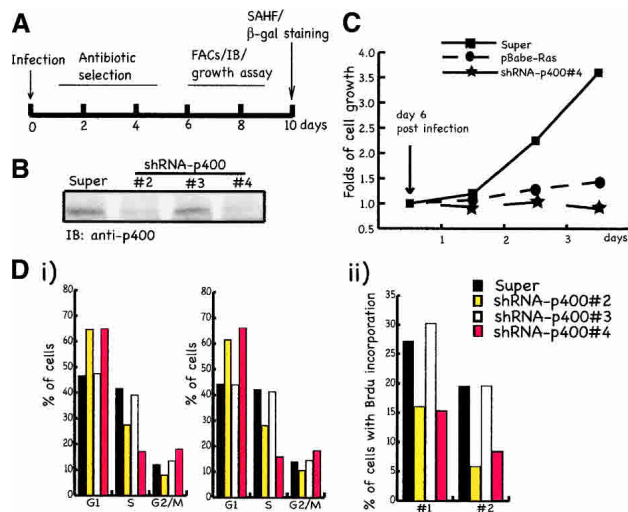 A
Infection
Antibiotic
selection
FACs/IB/
growth assay
SAHF/
β-gal
staining
0 2 4 6 8 10 days
B
shRNA-p400
Super #2 #3 #4
IB: anti-p400
C
Super
pBabe-Ras
shRNA-p400#4
Folds of cell growth
4.0
3.5
3.0
2.5
2.0
1.5
1.0
0.5
day 6
post infection
1 2 3 days
D i)
% of cells
80
70
60
50
40
30
20
10
0
G1 S G2/M
% of cells
80
70
60
50
40
30
20
10
0
G1 S G2/M
ii)
Super
shRNA-p400#2
shRNA-p400#3
shRNA-p400#4
% of cells with Brdu incorporation
35
30
25
20
15
10
5
0
#1 #2